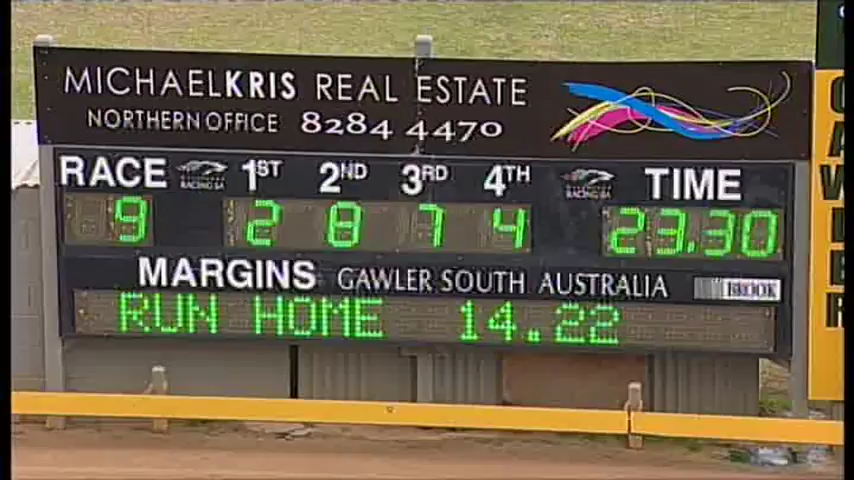 MICHAELKRIS REAL ESTATE
NORTHERN OFFICE 8284 4470
RACE 1ST 2ND 3RD 4TH TIME
9 2 8 7 4 23.30
MARGINS GAWLER SOUTH AUSTRALIA BROOK
RUN HOME 14.22
GAWLER